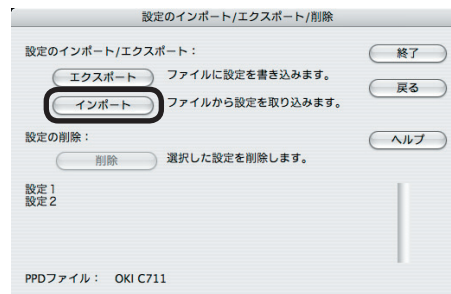 設定のインポート/エクスポート/削除
設定のインポート/エクスポート：
終了
エクスポート ファイルに設定を書き込みます。
戻る
インポート ファイルから設定を取り込みます。
設定の削除：
ヘルプ
削除 選択した設定を削除します。
設定1
設定2
PPDファイル： OKI C711